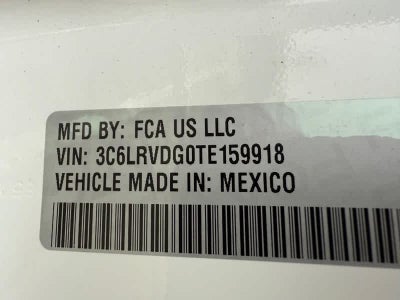 MFD BY: FCA US LLC
VIN: 3C6LRVDG0TE159918
VEHICLE MADE IN: MEXICO